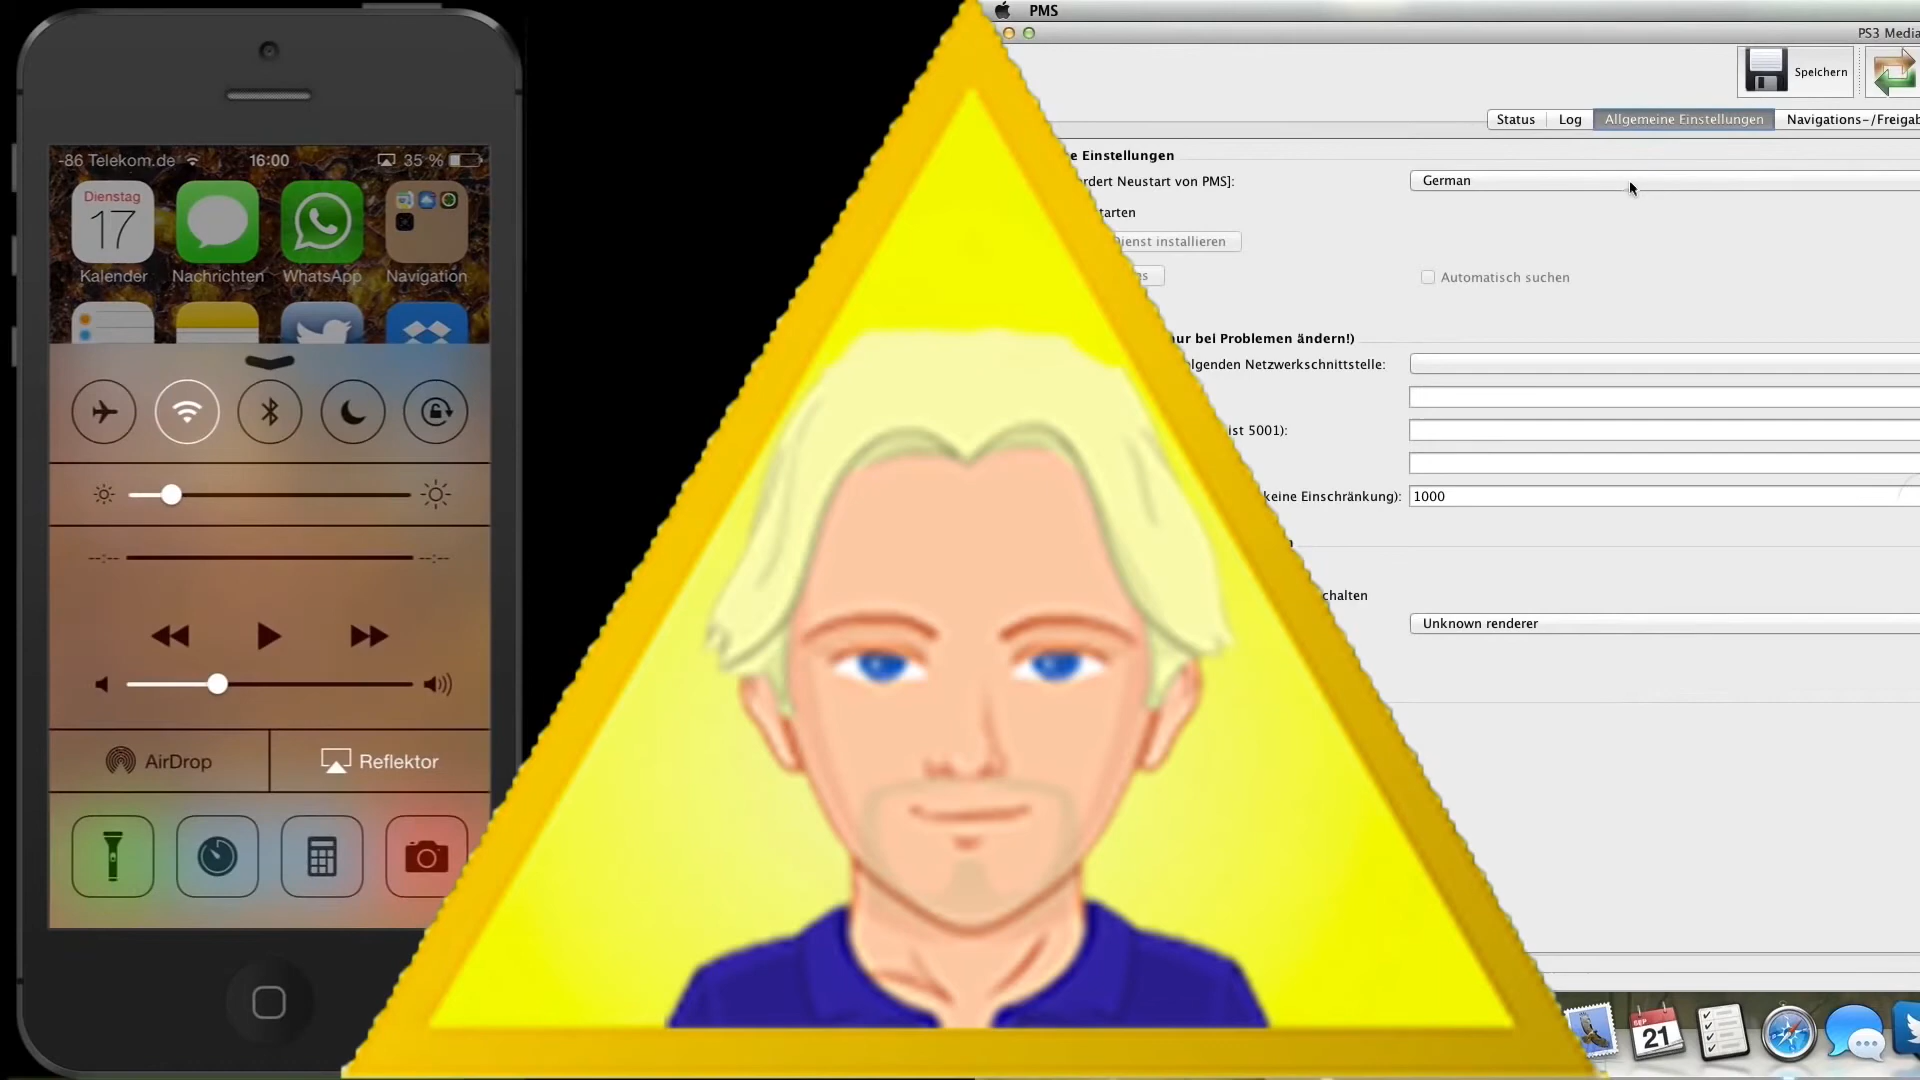 -86 Telekom.de 16:00 35 %
Dienstag
17
Kalender Nachrichten WhatsApp Navigation
AirDrop Reflektor
PMS
PS3 Media
Speichern
Status Log Allgemeine Einstellungen Navigations-/Freigab
e Einstellungen
rdert Neustart von PMS]: German
tarten
Dienst installieren
s Automatisch suchen
ur bei Problemen ändern!)
lgenden Netzwerkschnittstelle:
ist 5001):
keine Einschränkung): 1000
n
chalten
Unknown renderer
SEP
21